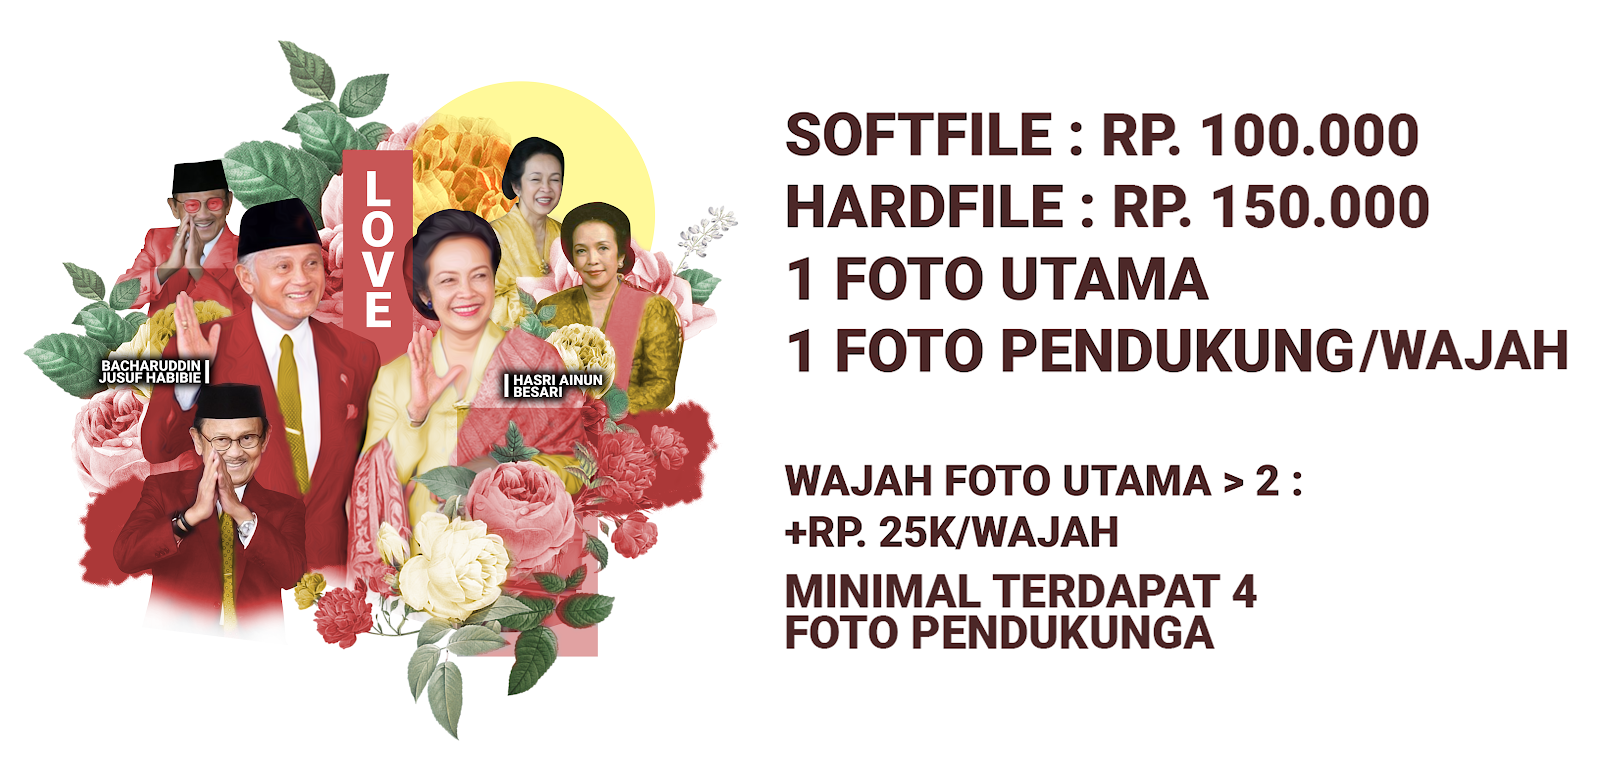 L
O
V
E
BACHARUDDIN
JUSUF HABIBIE
HASRI AINUN
BESARI
SOFTFILE : RP. 100.000
HARDFILE : RP. 150.000
1 FOTO UTAMA
1 FOTO PENDUKUNG/WAJAH
WAJAH FOTO UTAMA > 2 :
+RP. 25K/WAJAH
MINIMAL TERDAPAT 4
FOTO PENDUKUNGA